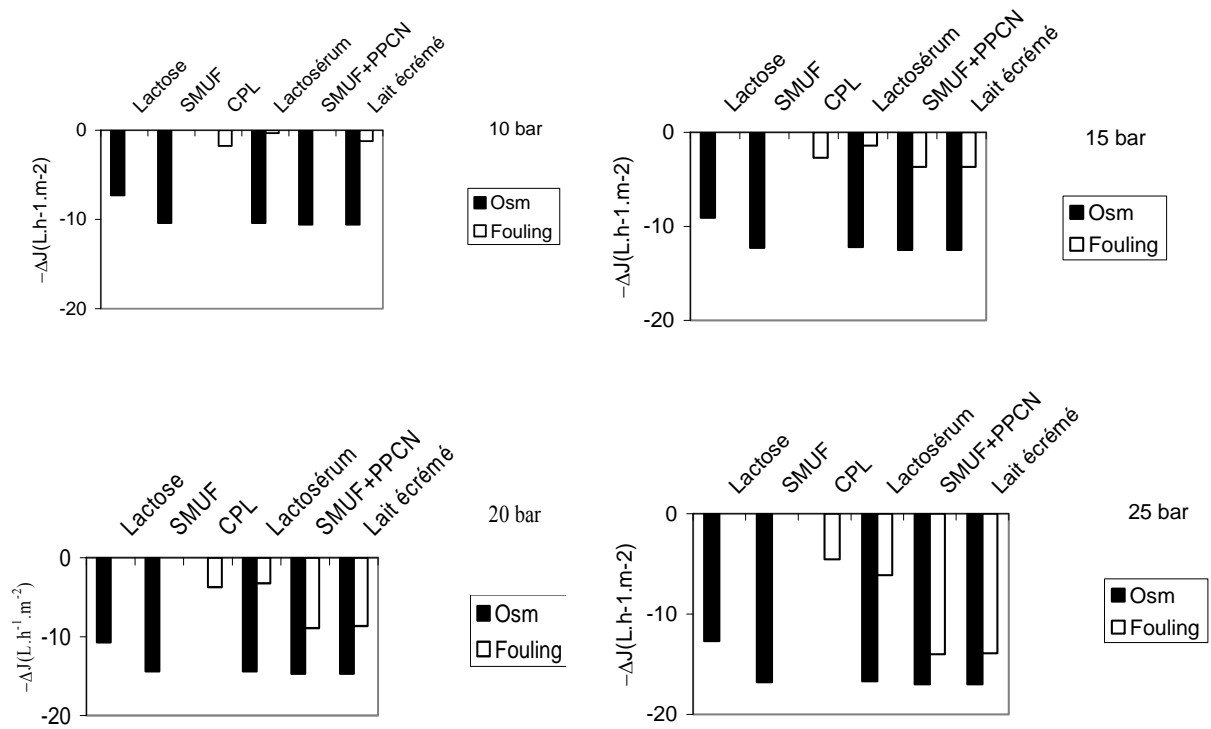 Lactose
SMUF
CPL
Lactosérum
SMUF+PPCN
Lait écrémé
0
-10
-20
−ΔJ(L.h-1.m-2)
10 bar
Osm
Fouling
Lactose
SMUF
CPL
Lactosérum
SMUF+PPCN
Lait écrémé
0
-10
-20
−ΔJ(L.h-1.m-2)
15 bar
Osm
Fouling
Lactose
SMUF
CPL
Lactosérum
SMUF+PPCN
Lait écrémé
0
-10
-20
−ΔJ(L.h⁻¹.m⁻²)
20 bar
Osm
Fouling
Lactose
SMUF
CPL
Lactosérum
SMUF+PPCN
Lait écrémé
0
-10
-20
−ΔJ(L.h-1.m-2)
25 bar
Osm
Fouling